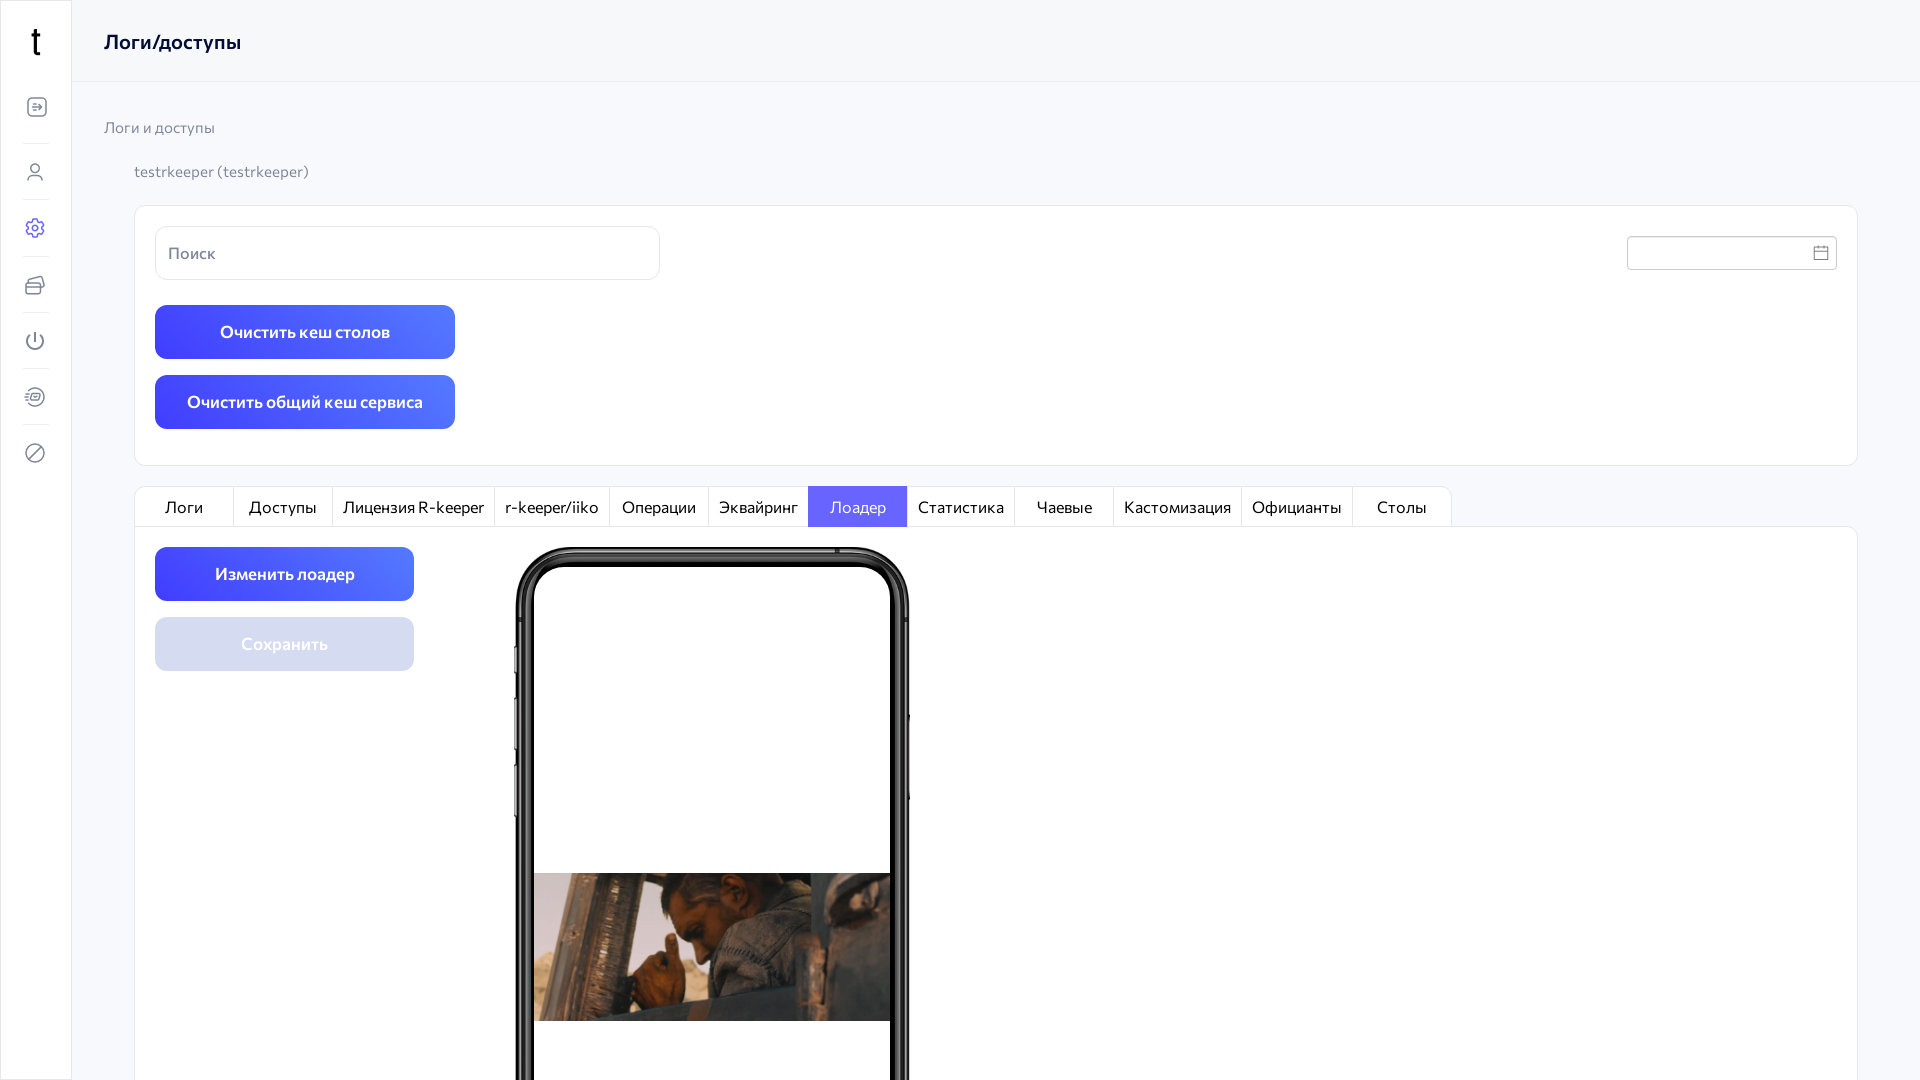 t
Логи/доступы
Логи и доступы
testrkeeper (testrkeeper)
Поиск
Очистить кеш столов
Очистить общий кеш сервиса
Логи Доступы Лицензия R-keeper r-keeper/iiko Операции Эквайринг Лоадер Статистика Чаевые Кастомизация Официанты Столы
Изменить лоадер
Сохранить